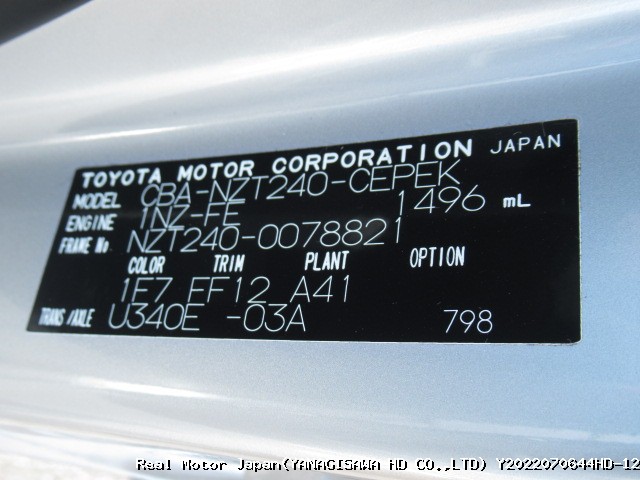 TOYOTA MOTOR CORPORATION JAPAN
MODEL CBA-NZT240-CEPEK
ENGINE 1NZ-FE 1496 mL
FRAME No. NZT240-0078821
COLOR TRIM PLANT OPTION
1F7 FF12 A41
TRANS/AXLE U340E -03A 798
Real Motor Japan(YANAGISAWA HD CO.,LTD) Y2022070644HD-12